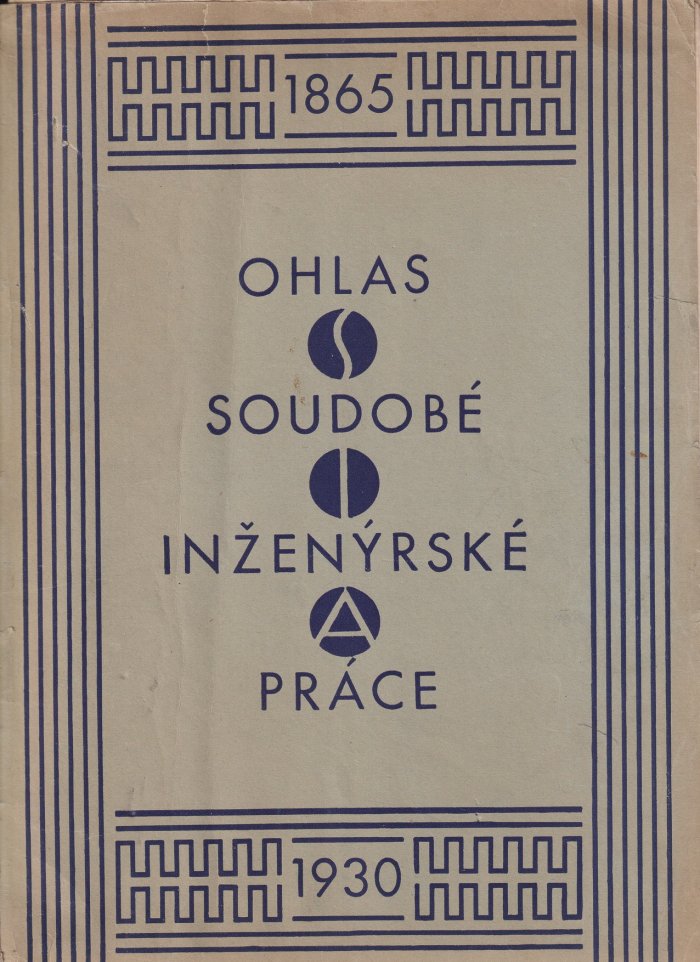 1865
OHLAS
S
SOUDOBÉ
I
INŽENÝRSKÉ
A
PRÁCE
1930